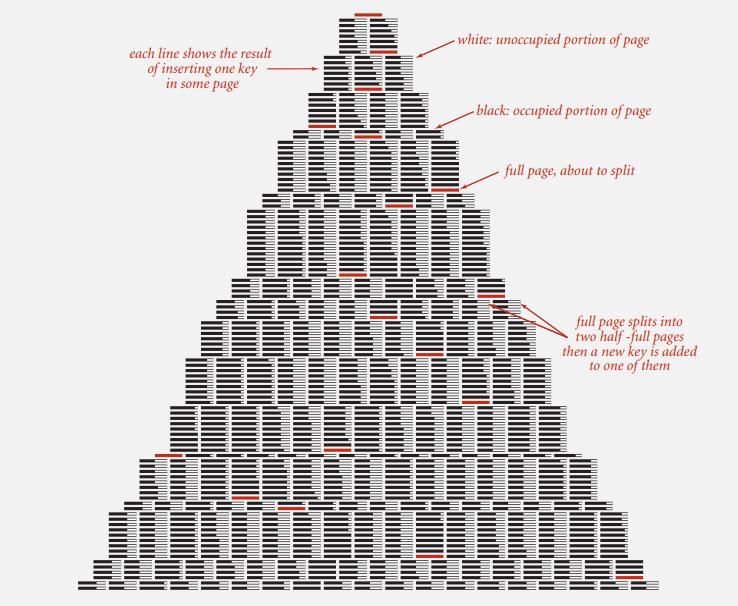 each line shows the result
of inserting one key
in some page
white: unoccupied portion of page
black: occupied portion of page
full page, about to split
full page splits into
two half -full pages
then a new key is added
to one of them